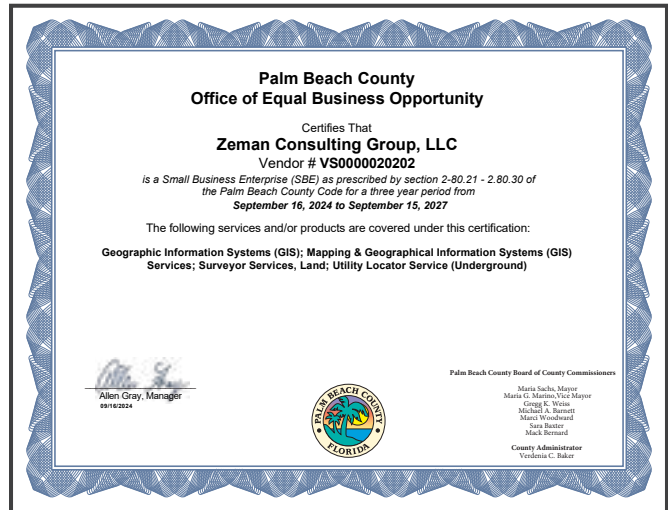 Palm Beach County
Office of Equal Business Opportunity
Certifies That
Zeman Consulting Group, LLC
Vendor # VS0000020202
is a Small Business Enterprise (SBE) as prescribed by section 2-80.21 - 2.80.30 of
the Palm Beach County Code for a three year period from
September 16, 2024 to September 15, 2027
The following services and/or products are covered under this certification:
Geographic Information Systems (GIS); Mapping & Geographical Information Systems (GIS)
Services; Surveyor Services, Land; Utility Locator Service (Underground)
Allen Gray
Allen Gray, Manager
09/16/2024
PALM BEACH COUNTY
FLORIDA
Palm Beach County Board of County Commissioners
Maria Sachs, Mayor
Maria G. Marino,Vice Mayor
Gregg K. Weiss
Michael A. Barnett
Marci Woodward
Sara Baxter
Mack Bernard
County Administrator
Verdenia C. Baker